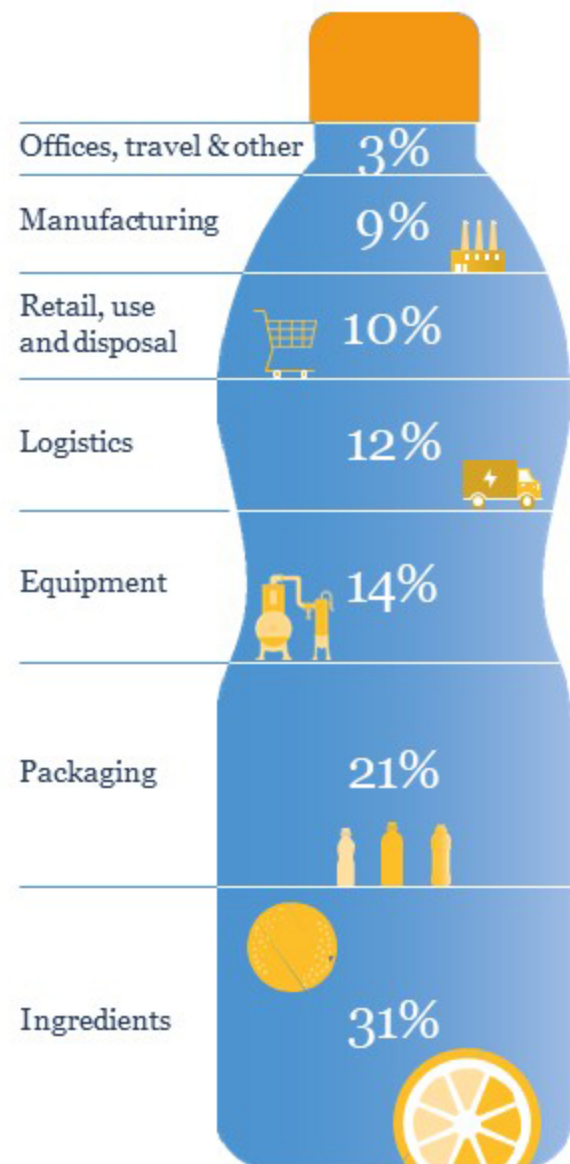 Offices, travel & other 3%
Manufacturing 9%
Retail, use
and disposal 10%
Logistics 12%
Equipment 14%
Packaging 21%
Ingredients 31%